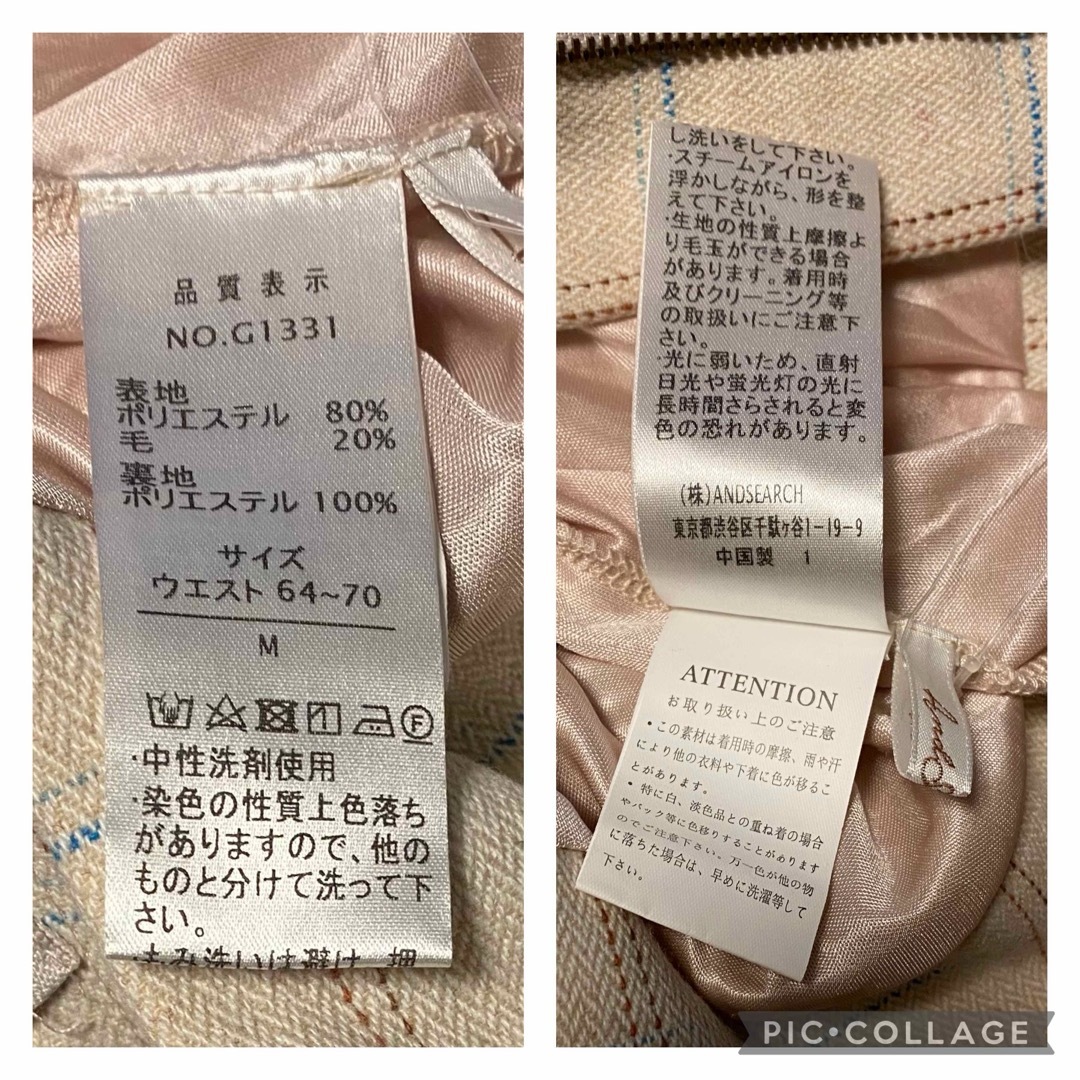 品質表示
NO.G1331
表地
ポリエステル 80%
毛 20%
裏地
ポリエステル 100%
サイズ
ウエスト 64~70
M
F
・中性洗剤使用
・染色の性質上色落ち
がありますので、他の
ものと分けて洗って下
さい。
・もみ洗いは避け、押
し洗いをして下さい。
・スチームアイロンを
浮かしながら、形を整
えて下さい。
・生地の性質上摩擦よ
り毛玉ができる場合
があります。着用時
及びクリーニング等
の取扱いにご注意下
さい。
・光に弱いため、直射
日光や蛍光灯の光に
長時間さらされると変
色の恐れがあります。
(株)ANDSEARCH
東京都渋谷区千駄ヶ谷1-19-9
中国製 1
ATTENTION
お取り扱い上のご注意
• この素材は着用時の摩擦、雨や汗
により他の衣料や下着に色が移るこ
とがあります。
• 特に白、淡色品との重ね着の場合
やバック等に色移りすることがあります
のでご注意下さい。万一色が他の物
に落ちた場合は、早めに洗濯等して
下さい。
And
PIC•COLLAGE